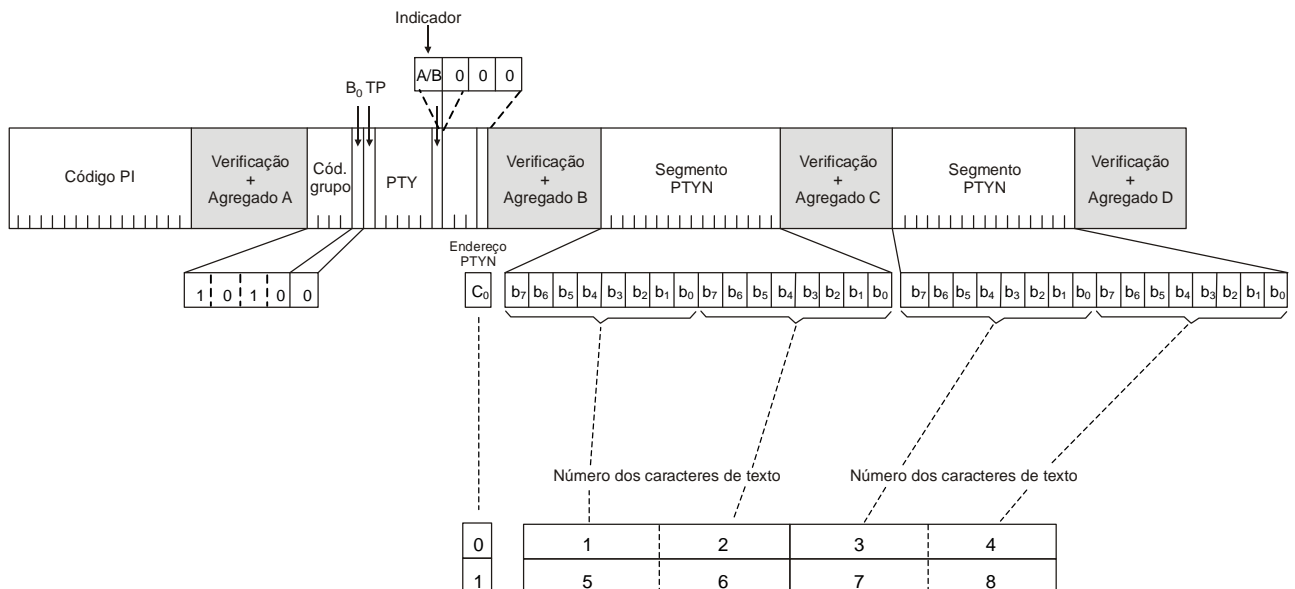 Indicador
A/B 0 0 0
B₀ TP
Código PI
Verificação
+
Agregado A
Cód.
grupo
PTY
Verificação
+
Agregado B
Segmento
PTYN
Verificação
+
Agregado C
Segmento
PTYN
Verificação
+
Agregado D
1 0 1 0 0
Endereço
PTYN
C₀
b₇ b₆ b₅ b₄ b₃ b₂ b₁ b₀ b₇ b₆ b₅ b₄ b₃ b₂ b₁ b₀
b₇ b₆ b₅ b₄ b₃ b₂ b₁ b₀ b₇ b₆ b₅ b₄ b₃ b₂ b₁ b₀
Número dos caracteres de texto
Número dos caracteres de texto
0 1 2 3 4
1 5 6 7 8